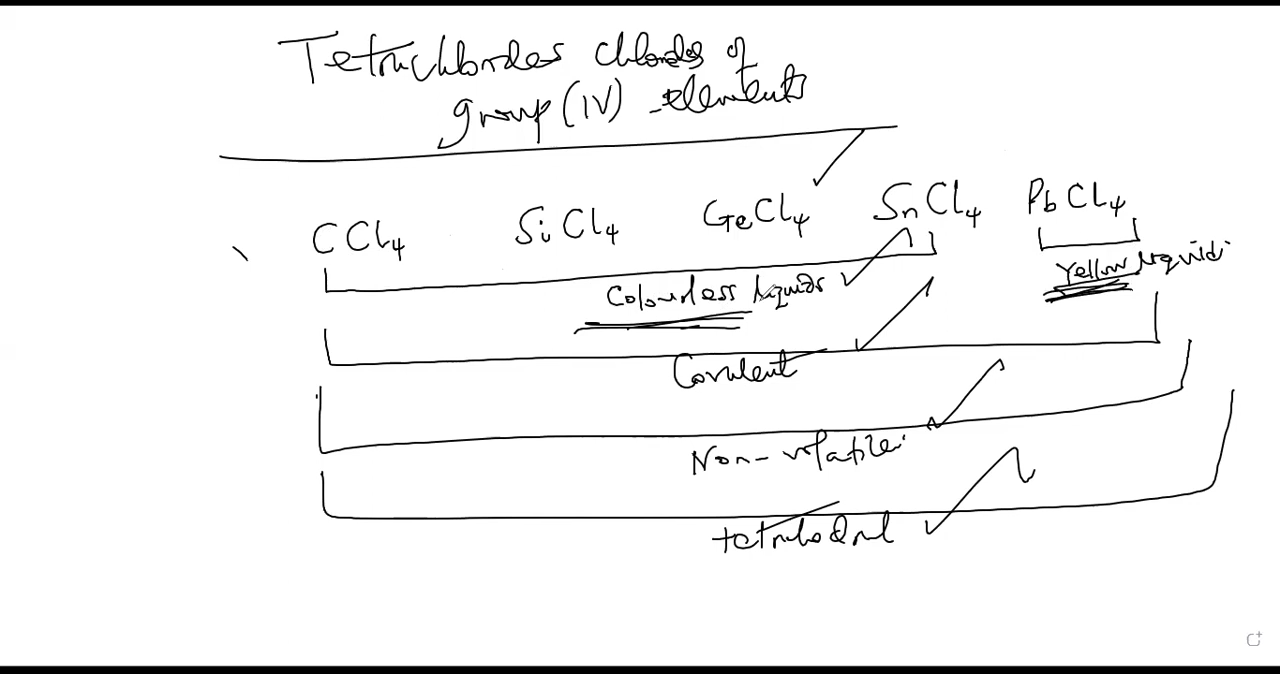 Tetrachlorides chlorides of
group (IV) elements
CCl4 SiCl4 GeCl4 SnCl4 PbCl4
Colourless liquids Yellow liquid
Covalent
Non-volatile
tetrahedral